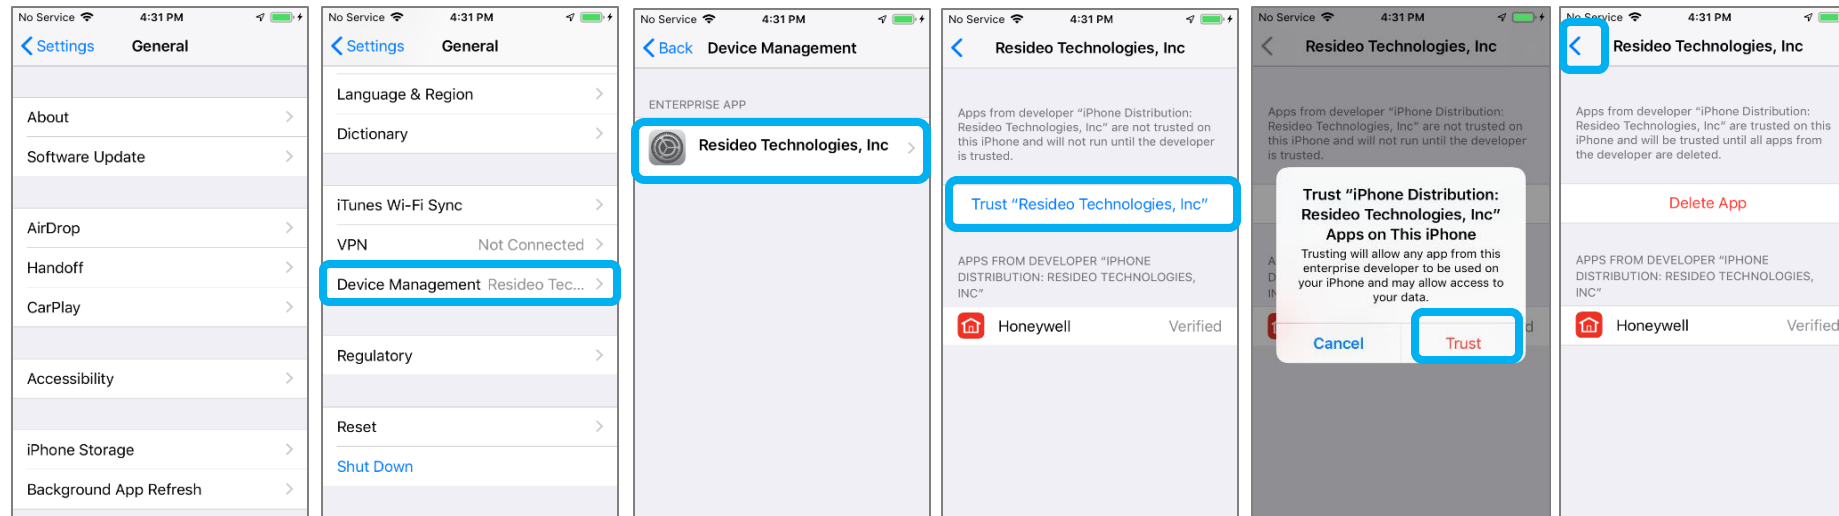 No Service 4:31 PM
Settings General
About
Software Update
AirDrop
Handoff
CarPlay
Accessibility
iPhone Storage
Background App Refresh
No Service 4:31 PM
Settings General
Language & Region
Dictionary
iTunes Wi-Fi Sync
VPN Not Connected
Device Management Resideo Tec...
Regulatory
Reset
Shut Down
No Service 4:31 PM
Back Device Management
ENTERPRISE APP
Resideo Technologies, Inc
No Service 4:31 PM
Resideo Technologies, Inc
Apps from developer “iPhone Distribution:
Resideo Technologies, Inc” are not trusted on
this iPhone and will not run until the developer
is trusted.
Trust “Resideo Technologies, Inc”
APPS FROM DEVELOPER “IPHONE
DISTRIBUTION: RESIDEO TECHNOLOGIES,
INC”
Honeywell Verified
No Service 4:31 PM
Resideo Technologies, Inc
Apps from developer “iPhone Distribution:
Resideo Technologies, Inc” are not trusted on
this iPhone and will not run until the developer
is trusted.
Trust “iPhone Distribution:
Resideo Technologies, Inc”
Apps on This iPhone
Trusting will allow any app from this
enterprise developer to be used on
your iPhone and may allow access to
your data.
Cancel Trust
No Service 4:31 PM
Resideo Technologies, Inc
Apps from developer “iPhone Distribution:
Resideo Technologies, Inc” are trusted on this
iPhone and will be trusted until all apps from
the developer are deleted.
Delete App
APPS FROM DEVELOPER “IPHONE
DISTRIBUTION: RESIDEO TECHNOLOGIES,
INC”
Honeywell Verified